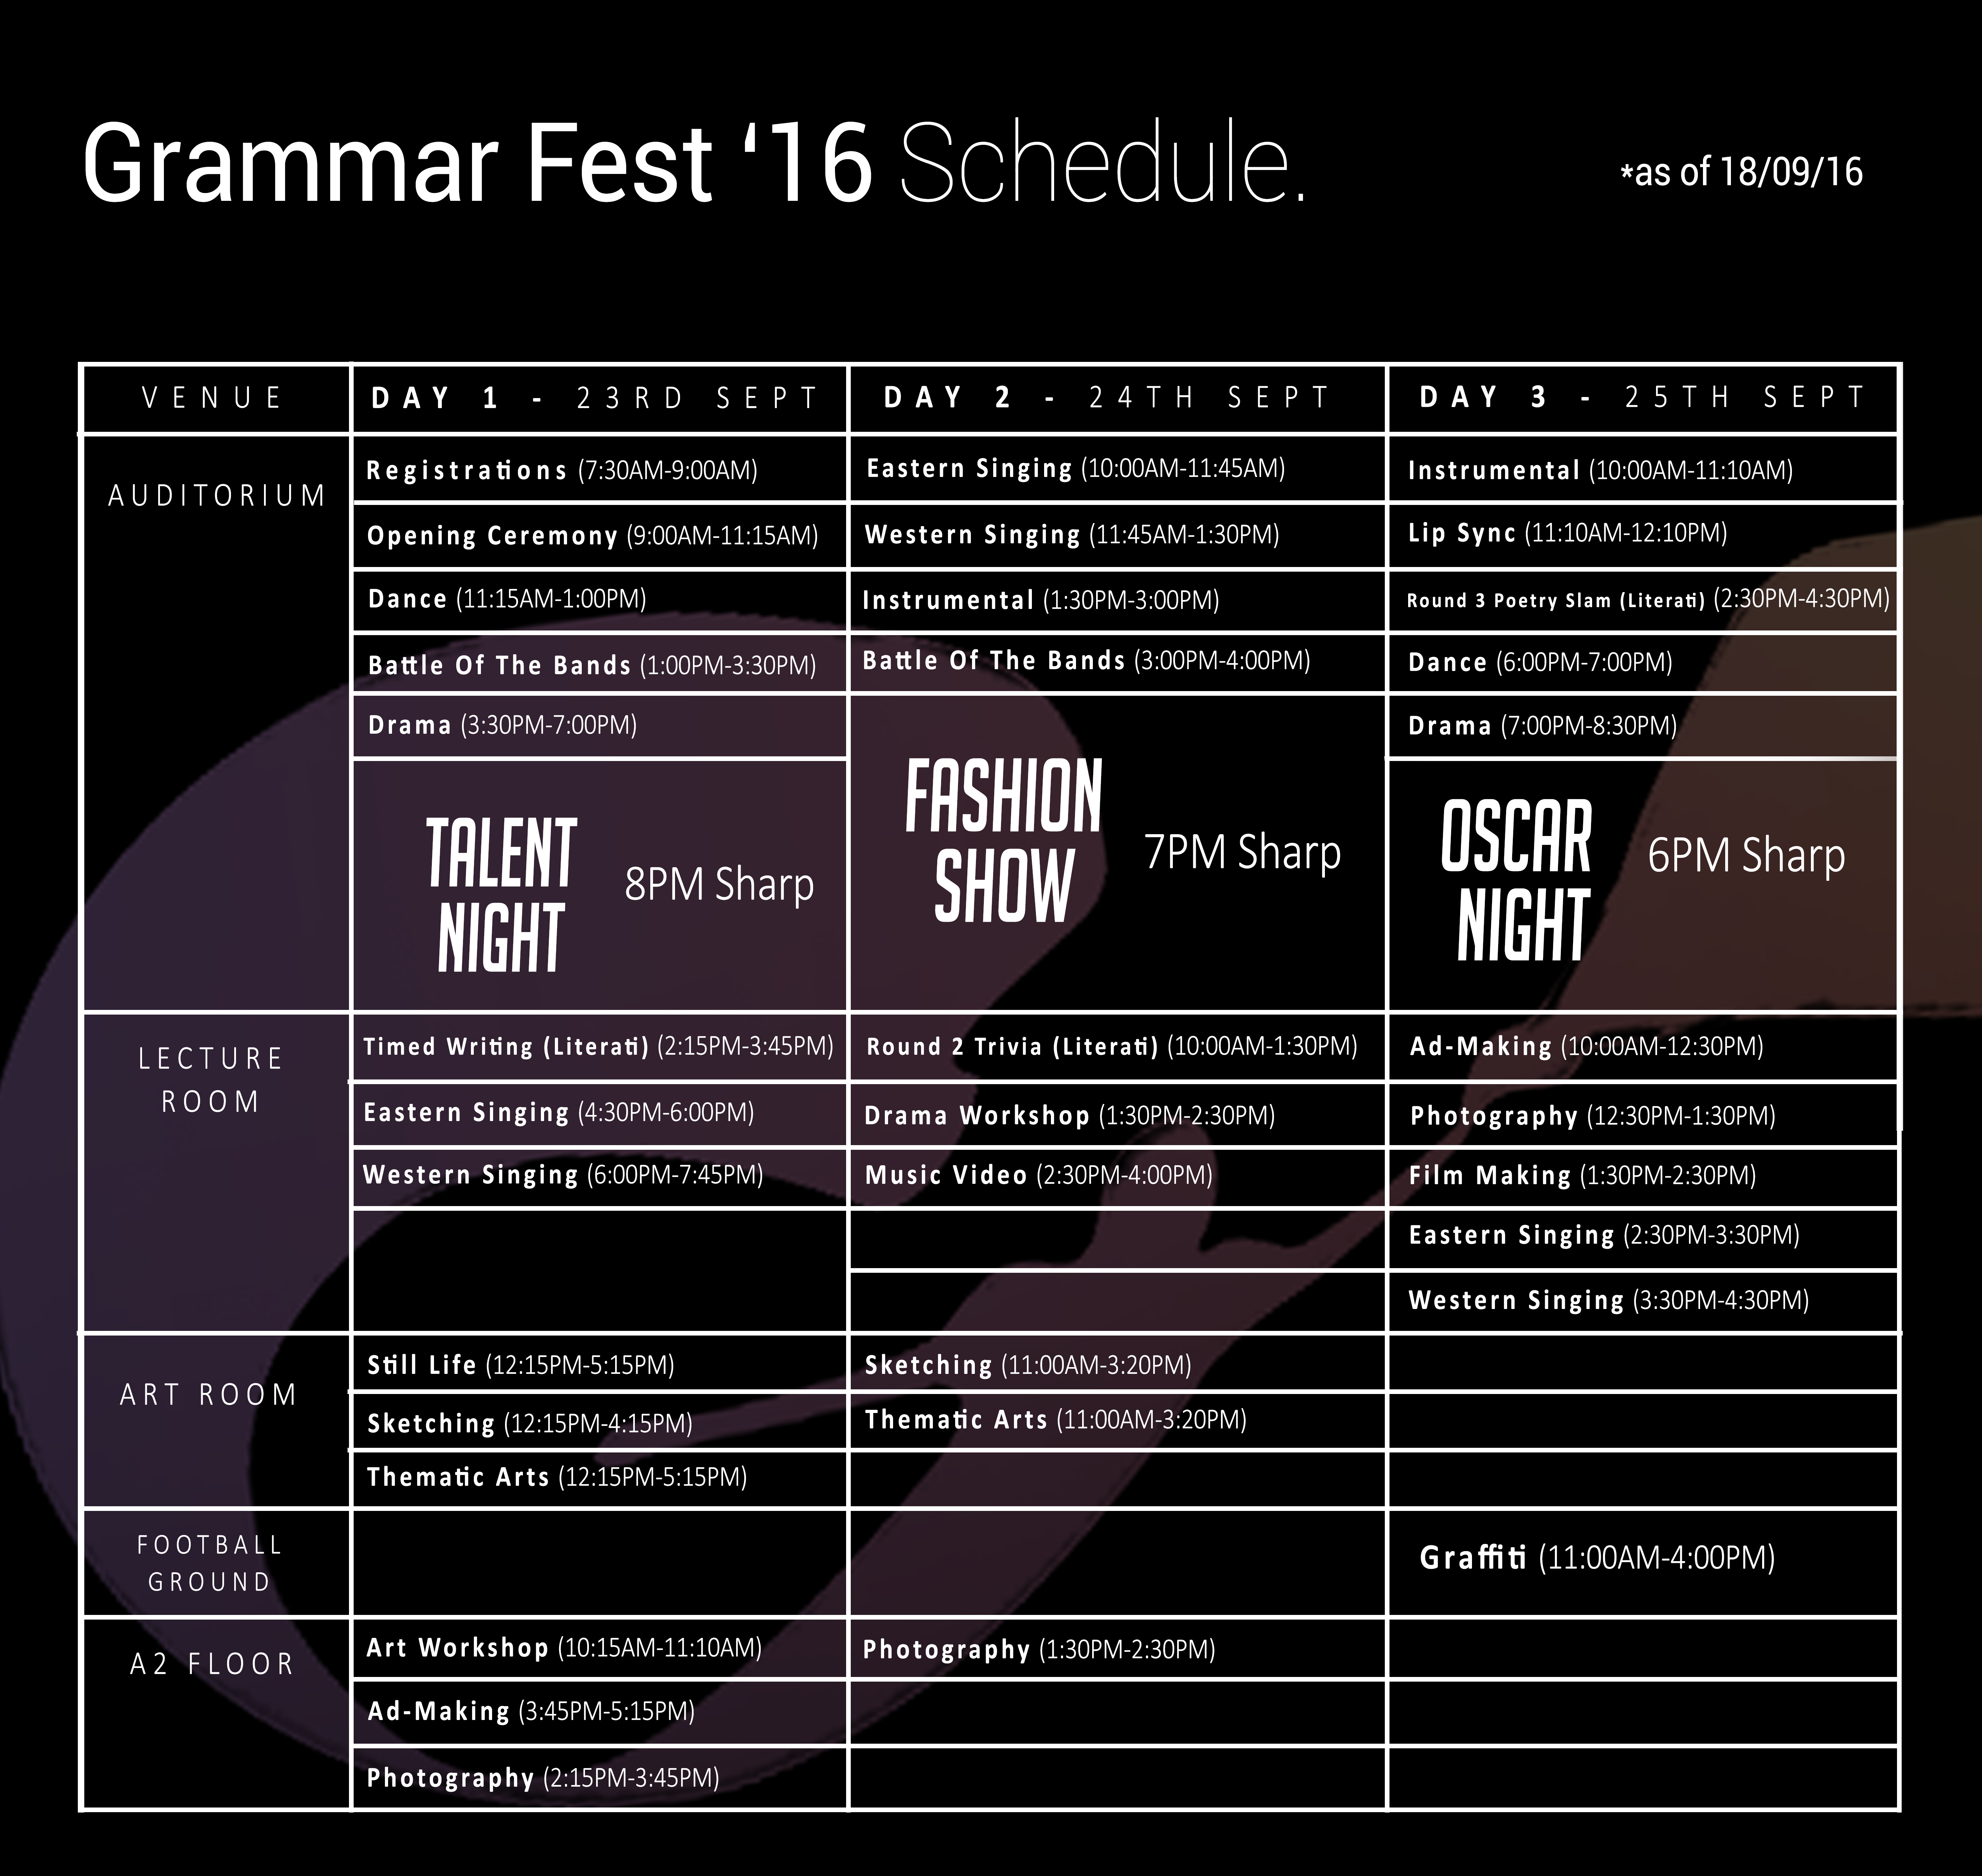 Grammar Fest ‘16 Schedule.
*as of 18/09/16
VENUE
DAY 1 - 23RD SEPT
DAY 2 - 24TH SEPT
DAY 3 - 25TH SEPT
AUDITORIUM
Registrations (7:30AM-9:00AM)
Eastern Singing (10:00AM-11:45AM)
Instrumental (10:00AM-11:10AM)
Opening Ceremony (9:00AM-11:15AM)
Western Singing (11:45AM-1:30PM)
Lip Sync (11:10AM-12:10PM)
Dance (11:15AM-1:00PM)
Instrumental (1:30PM-3:00PM)
Round 3 Poetry Slam (Literati) (2:30PM-4:30PM)
Battle Of The Bands (1:00PM-3:30PM)
Battle Of The Bands (3:00PM-4:00PM)
Dance (6:00PM-7:00PM)
Drama (3:30PM-7:00PM)
Drama (7:00PM-8:30PM)
TALENT
NIGHT
8PM Sharp
FASHION
SHOW
7PM Sharp
OSCAR
NIGHT
6PM Sharp
LECTURE
ROOM
Timed Writing (Literati) (2:15PM-3:45PM)
Round 2 Trivia (Literati) (10:00AM-1:30PM)
Ad-Making (10:00AM-12:30PM)
Eastern Singing (4:30PM-6:00PM)
Drama Workshop (1:30PM-2:30PM)
Photography (12:30PM-1:30PM)
Western Singing (6:00PM-7:45PM)
Music Video (2:30PM-4:00PM)
Film Making (1:30PM-2:30PM)
Eastern Singing (2:30PM-3:30PM)
Western Singing (3:30PM-4:30PM)
ART ROOM
Still Life (12:15PM-5:15PM)
Sketching (11:00AM-3:20PM)
Sketching (12:15PM-4:15PM)
Thematic Arts (11:00AM-3:20PM)
Thematic Arts (12:15PM-5:15PM)
FOOTBALL
GROUND
Graffiti (11:00AM-4:00PM)
A2 FLOOR
Art Workshop (10:15AM-11:10AM)
Photography (1:30PM-2:30PM)
Ad-Making (3:45PM-5:15PM)
Photography (2:15PM-3:45PM)